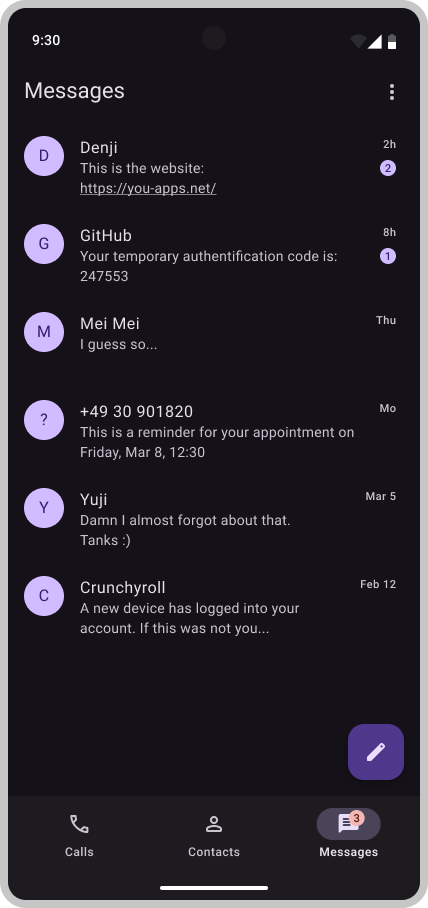 9:30
Messages
D
Denji
2h
This is the website:
2
https://you-apps.net/
G
GitHub
8h
Your temporary authentification code is:
1
247553
M
Mei Mei
Thu
I guess so...
?
+49 30 901820
Mo
This is a reminder for your appointment on
Friday, Mar 8, 12:30
Y
Yuji
Mar 5
Damn I almost forgot about that.
Tanks :)
C
Crunchyroll
Feb 12
A new device has logged into your
account. If this was not you...
3
Calls
Contacts
Messages